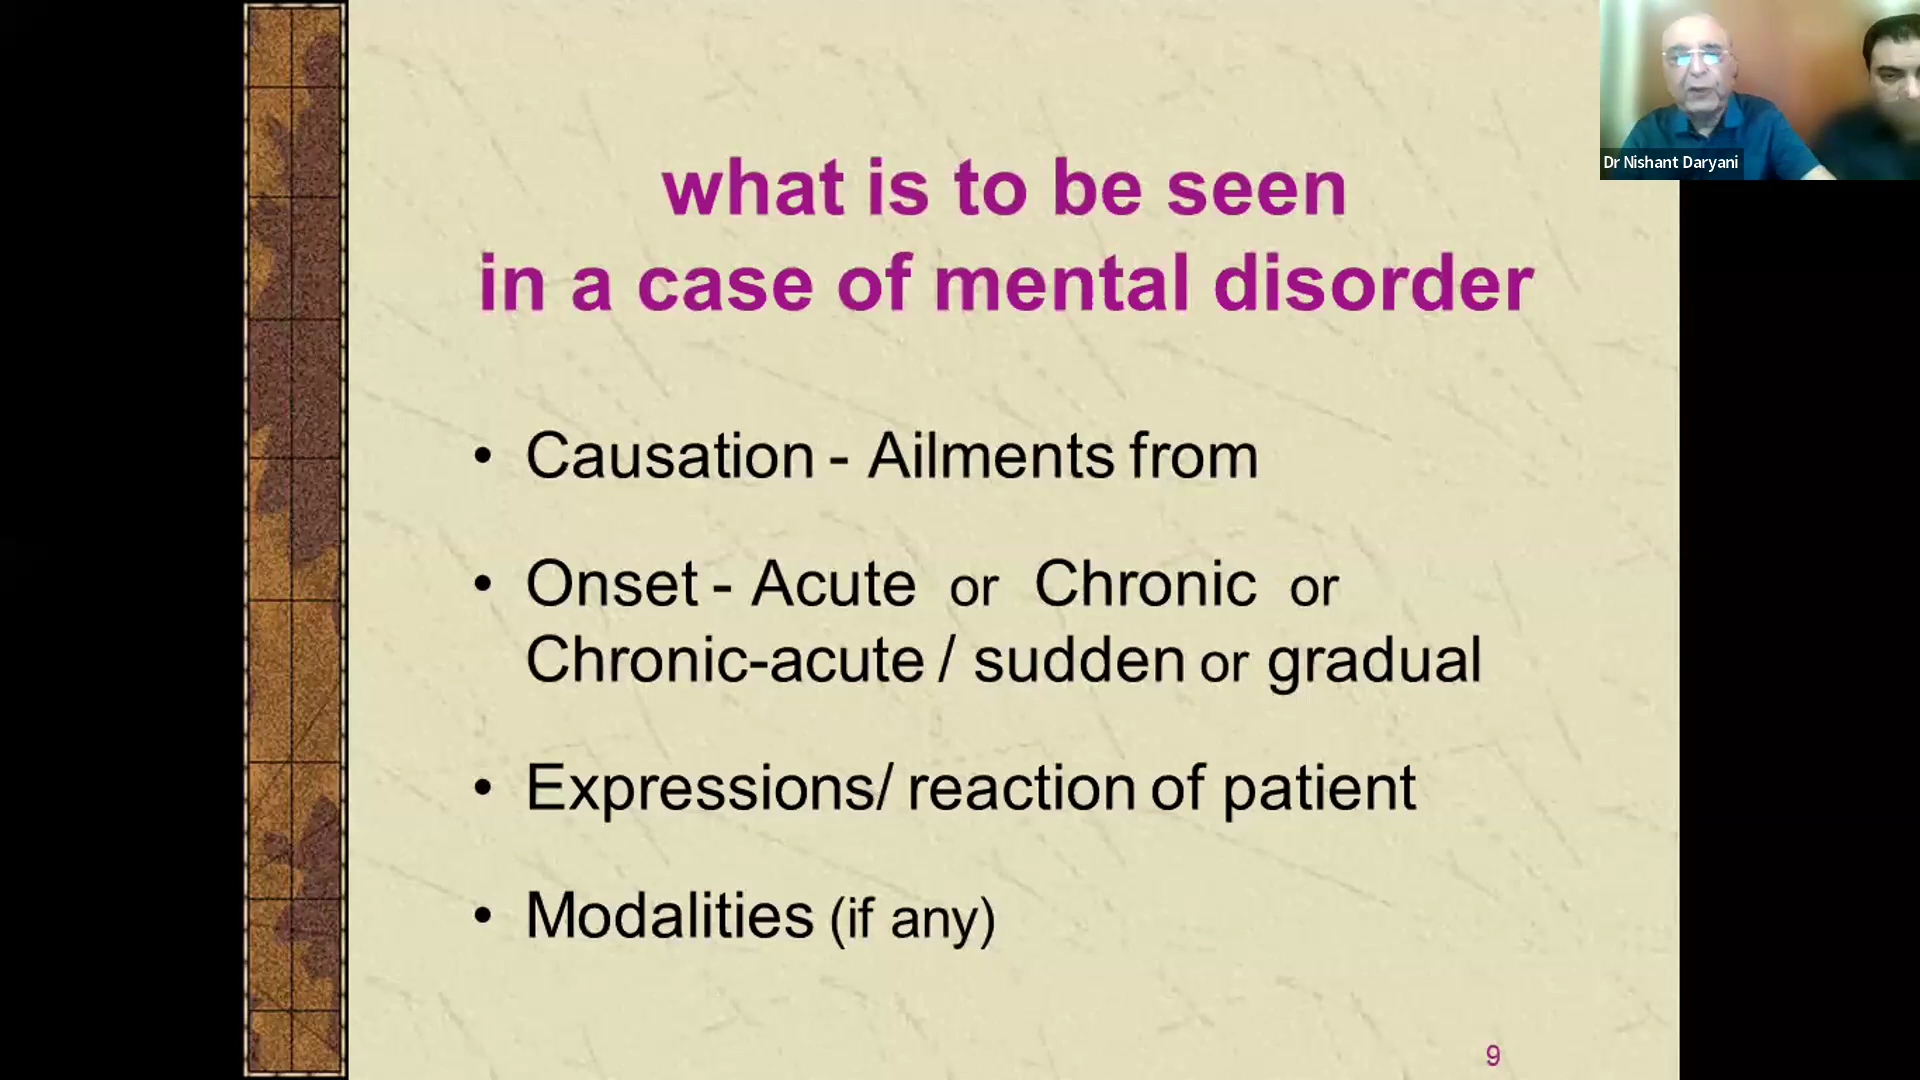 what is to be seen
in a case of mental disorder
• Causation - Ailments from
• Onset - Acute or Chronic or
Chronic-acute / sudden or gradual
• Expressions/ reaction of patient
• Modalities (if any)
9
Dr Nishant Daryani